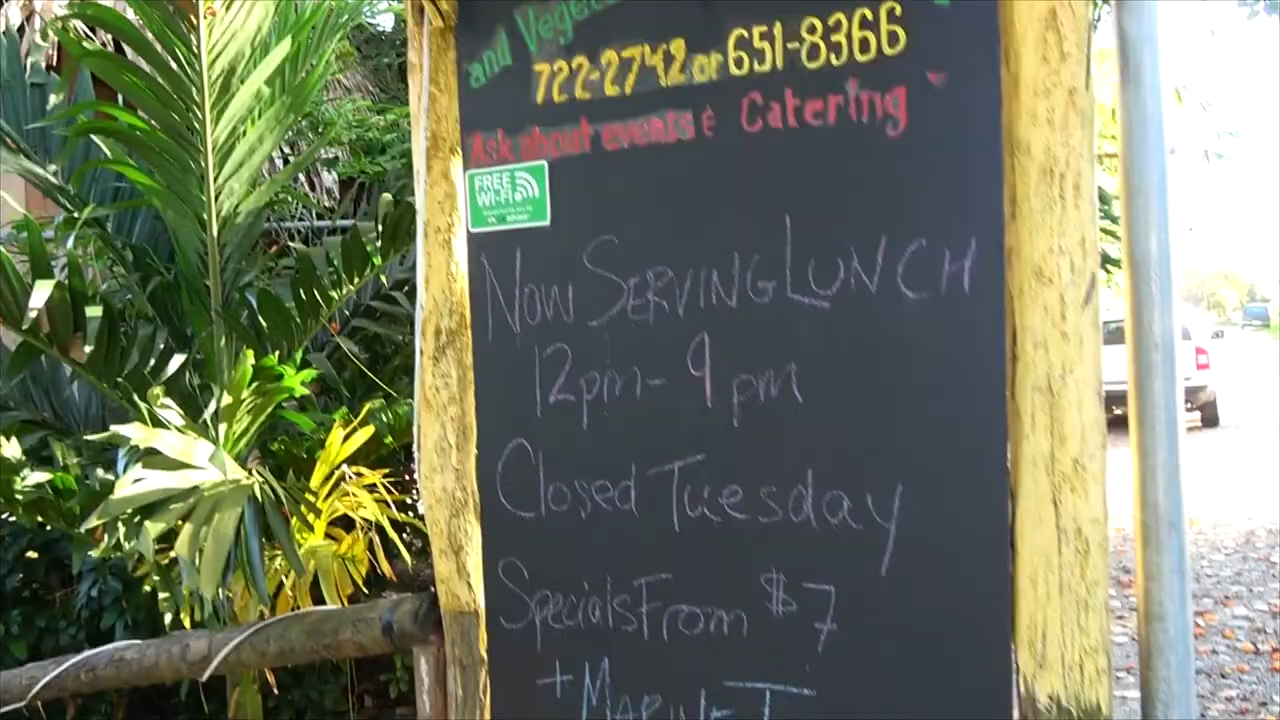 and
722-2742 or 651-8366
Ask about events & Catering
FREE
WI-FI
NOW SERVING LUNCH
12pm- 9 pm
Closed Tuesday
Specials From $7